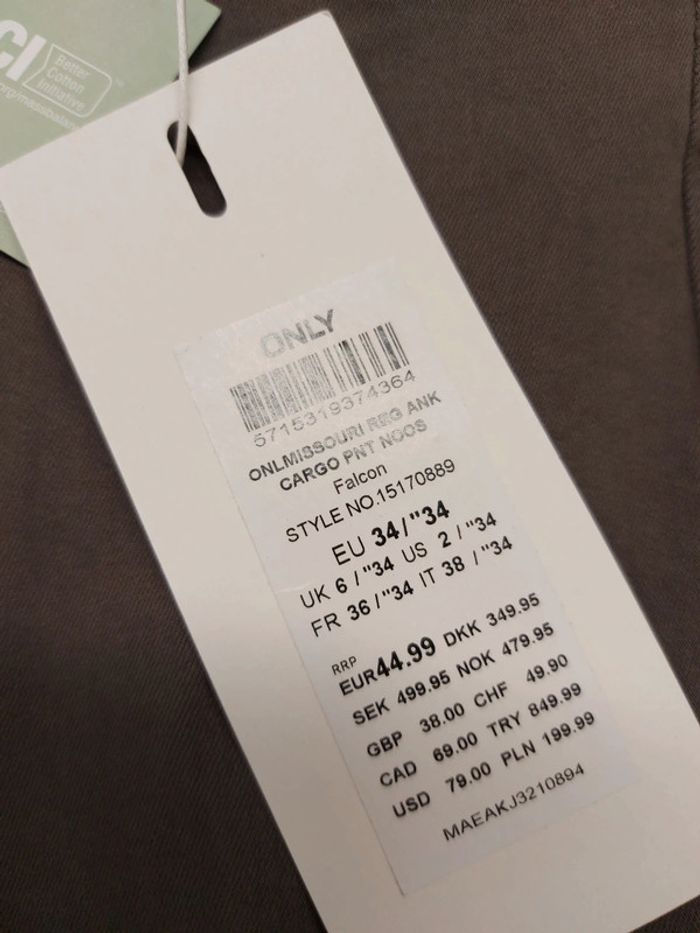 CI
Better
Cotton
Initiative
org/massbalan
ONLY
5715319374364
ONLMISSOURI REG ANK
CARGO PNT NOOS
Falcon
STYLE NO.15170889
EU 34/"34
UK 6 /"34 US 2 /"34
FR 36/"34 IT 38 /"34
RRP
EUR44.99 DKK 349.95
SEK 499.95 NOK 479.95
GBP 38.00 CHF 49.90
CAD 69.00 TRY 849.99
USD 79.00 PLN 199.99
MAEAKJ3210894